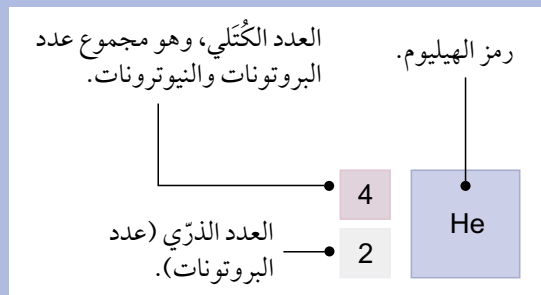 رمز الهيليوم.
العدد الكُتَلي، وهو مجموع عدد
البروتونات والنيوترونات.
4
He
2
العدد الذرّي (عدد
البروتونات).